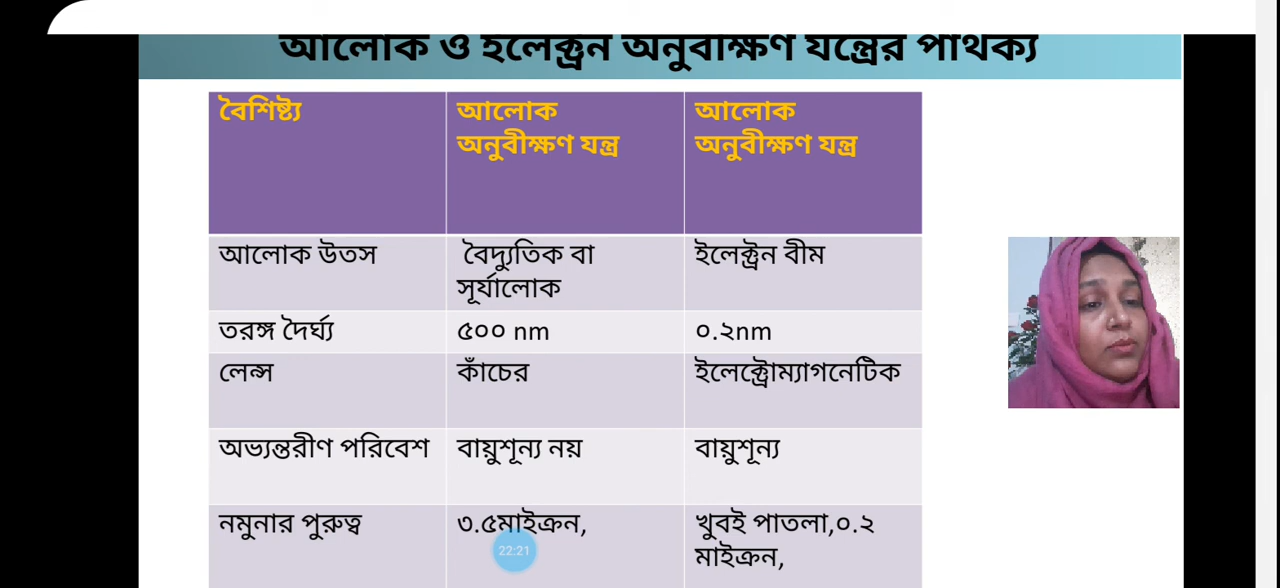 আলোক ও ইলেক্ট্রন অনুবীক্ষণ যন্ত্রের পার্থক্য
বৈশিষ্ট্য
আলোক
অনুবীক্ষণ যন্ত্র
আলোক
অনুবীক্ষণ যন্ত্র
আলোক উতস
বৈদ্যুতিক বা
সূর্যালোক
ইলেক্ট্রন বীম
তরঙ্গ দৈর্ঘ্য
৫০০ nm
০.২nm
লেন্স
কাঁচের
ইলেক্ট্রোম্যাগনেটিক
অভ্যন্তরীণ পরিবেশ
বায়ুশূন্য নয়
বায়ুশূন্য
নমুনার পুরুত্ব
৩.৫মাইক্রন,
খুবই পাতলা,০.২
মাইক্রন,
22:21